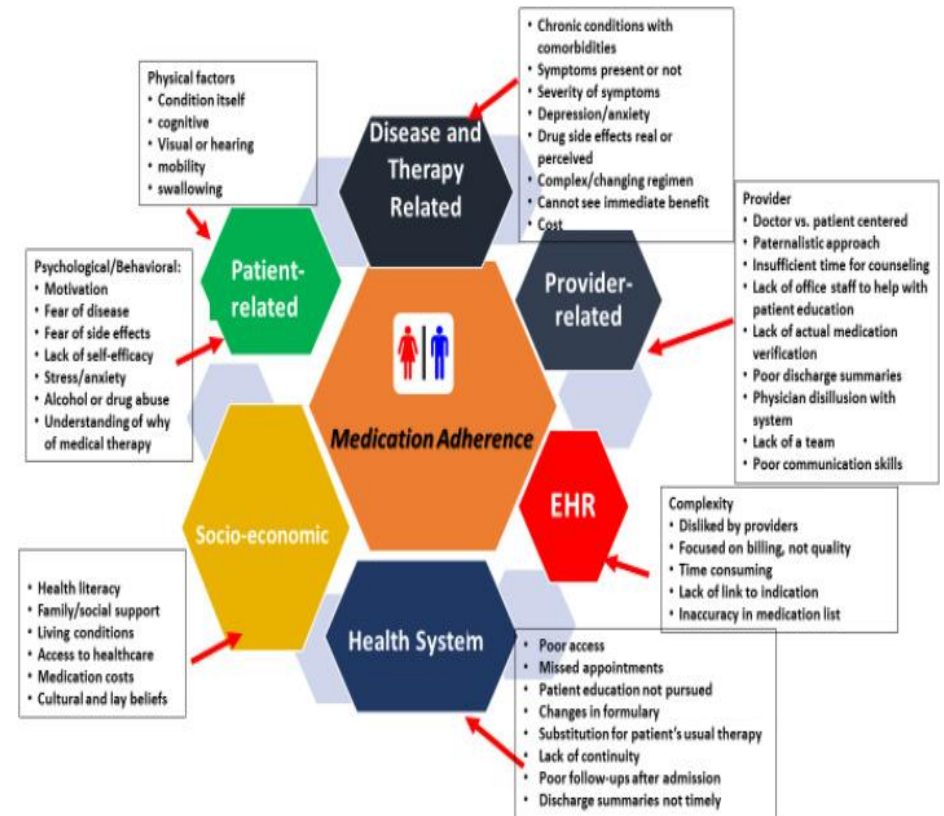 • Chronic conditions with
comorbidities
• Symptoms present or not
• Severity of symptoms
• Depression/anxiety
• Drug side effects real or
perceived
• Complex/changing regimen
• Cannot see immediate benefit
• Cost
Physical factors
• Condition itself
• cognitive
• Visual or hearing
• mobility
• swallowing
Disease and
Therapy
Related
Provider
• Doctor vs. patient centered
• Paternalistic approach
• Insufficient time for counseling
• Lack of office staff to help with
patient education
• Lack of actual medication
verification
• Poor discharge summaries
• Physician disillusion with
system
• Lack of a team
• Poor communication skills
Patient-
related
Provider-
related
Psychological/Behavioral:
• Motivation
• Fear of disease
• Fear of side effects
• Lack of self-efficacy
• Stress/anxiety
• Alcohol or drug abuse
• Understanding of why
of medical therapy
Medication Adherence
EHR
Complexity
• Disliked by providers
• Focused on billing, not quality
• Time consuming
• Lack of link to indication
• Inaccuracy in medication list
Socio-economic
• Health literacy
• Family/social support
• Living conditions
• Access to healthcare
• Medication costs
• Cultural and lay beliefs
Health System
• Poor access
• Missed appointments
• Patient education not pursued
• Changes in formulary
• Substitution for patient's usual therapy
• Lack of continuity
• Poor follow-ups after admission
• Discharge summaries not timely